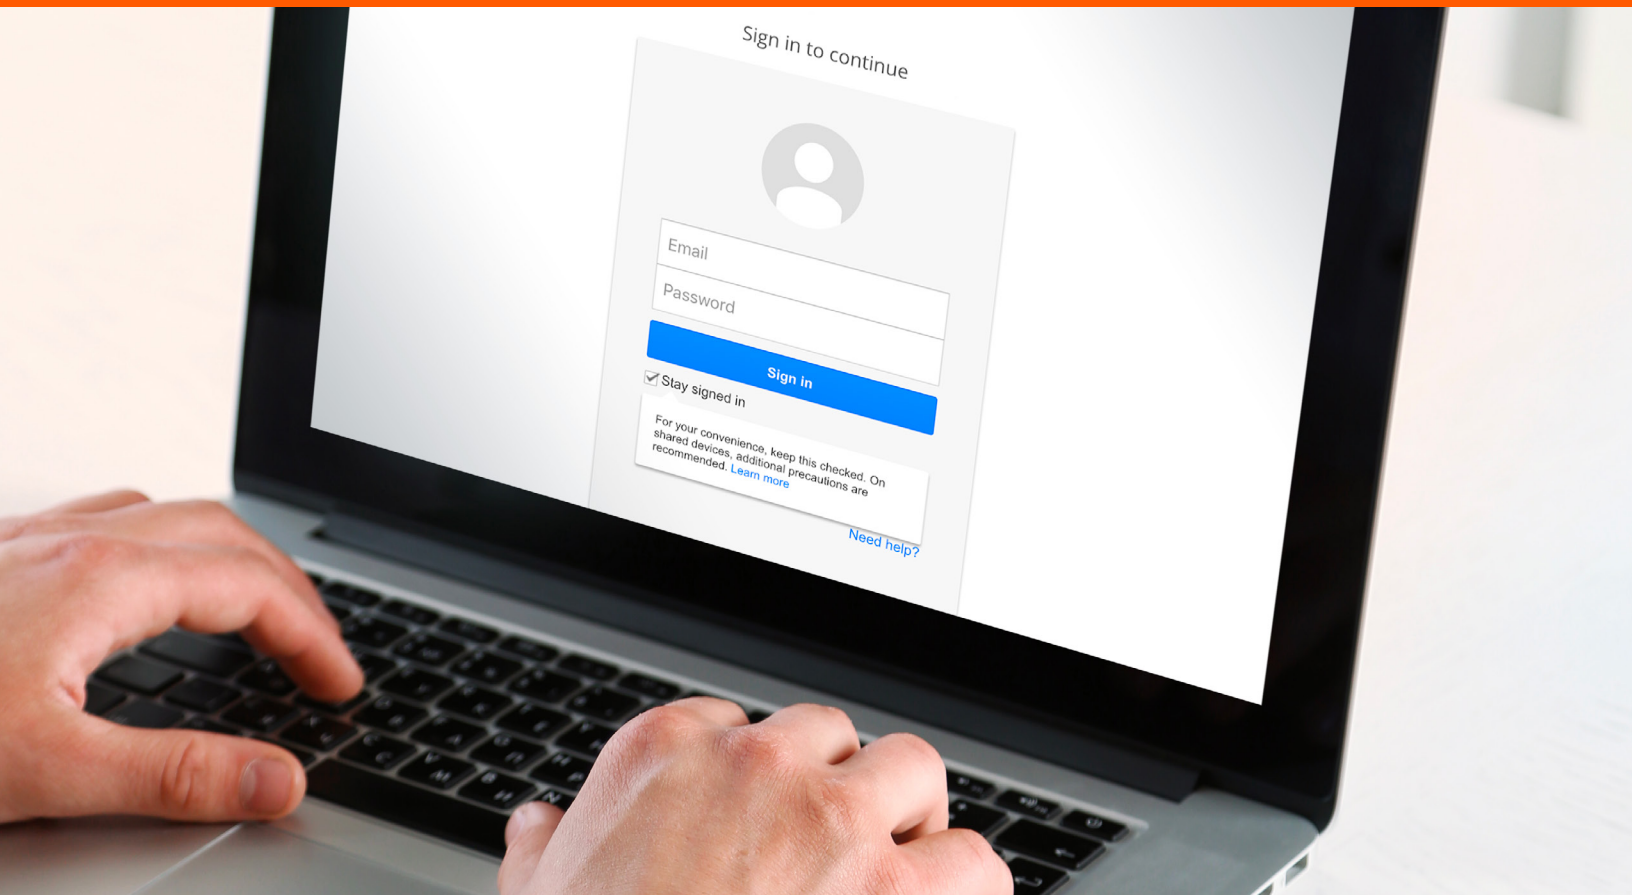 Sign in to continue
Email
Password
Sign in
Stay signed in
For your convenience, keep this checked. On
shared devices, additional precautions are
recommended. Learn more
Need help?